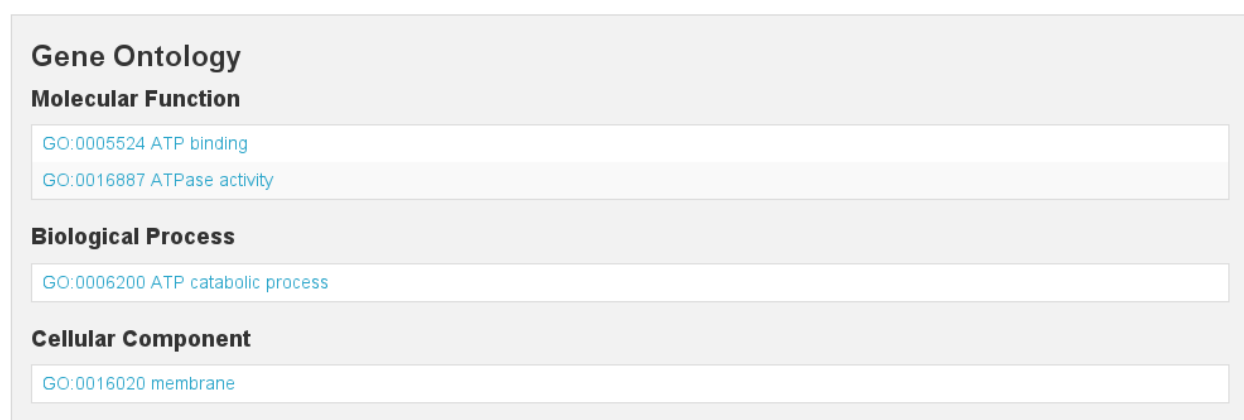 Gene Ontology
Molecular Function
GO:0005524 ATP binding
GO:0016887 ATPase activity
Biological Process
GO:0006200 ATP catabolic process
Cellular Component
GO:0016020 membrane